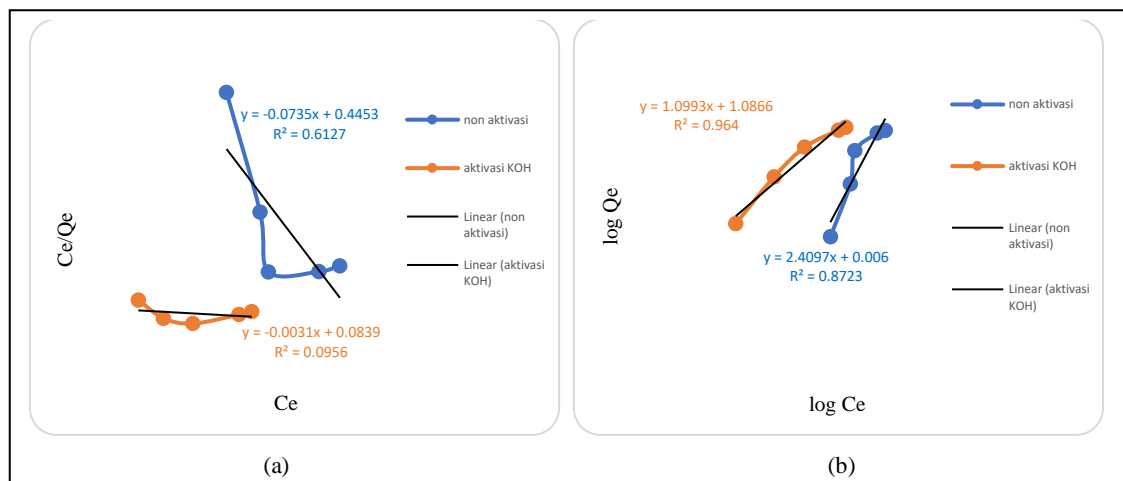 y = -0.0735x + 0.4453
R² = 0.6127
non aktivasi
aktivasi KOH
Linear (non
aktivasi)
Linear (aktivasi
KOH)
Ce/Qe
y = -0.0031x + 0.0839
R² = 0.0956
Ce
(a)
y = 1.0993x + 1.0866
R² = 0.964
non aktivasi
aktivasi KOH
Linear (non
aktivasi)
Linear (aktivasi
KOH)
log Qe
y = 2.4097x + 0.006
R² = 0.8723
log Ce
(b)